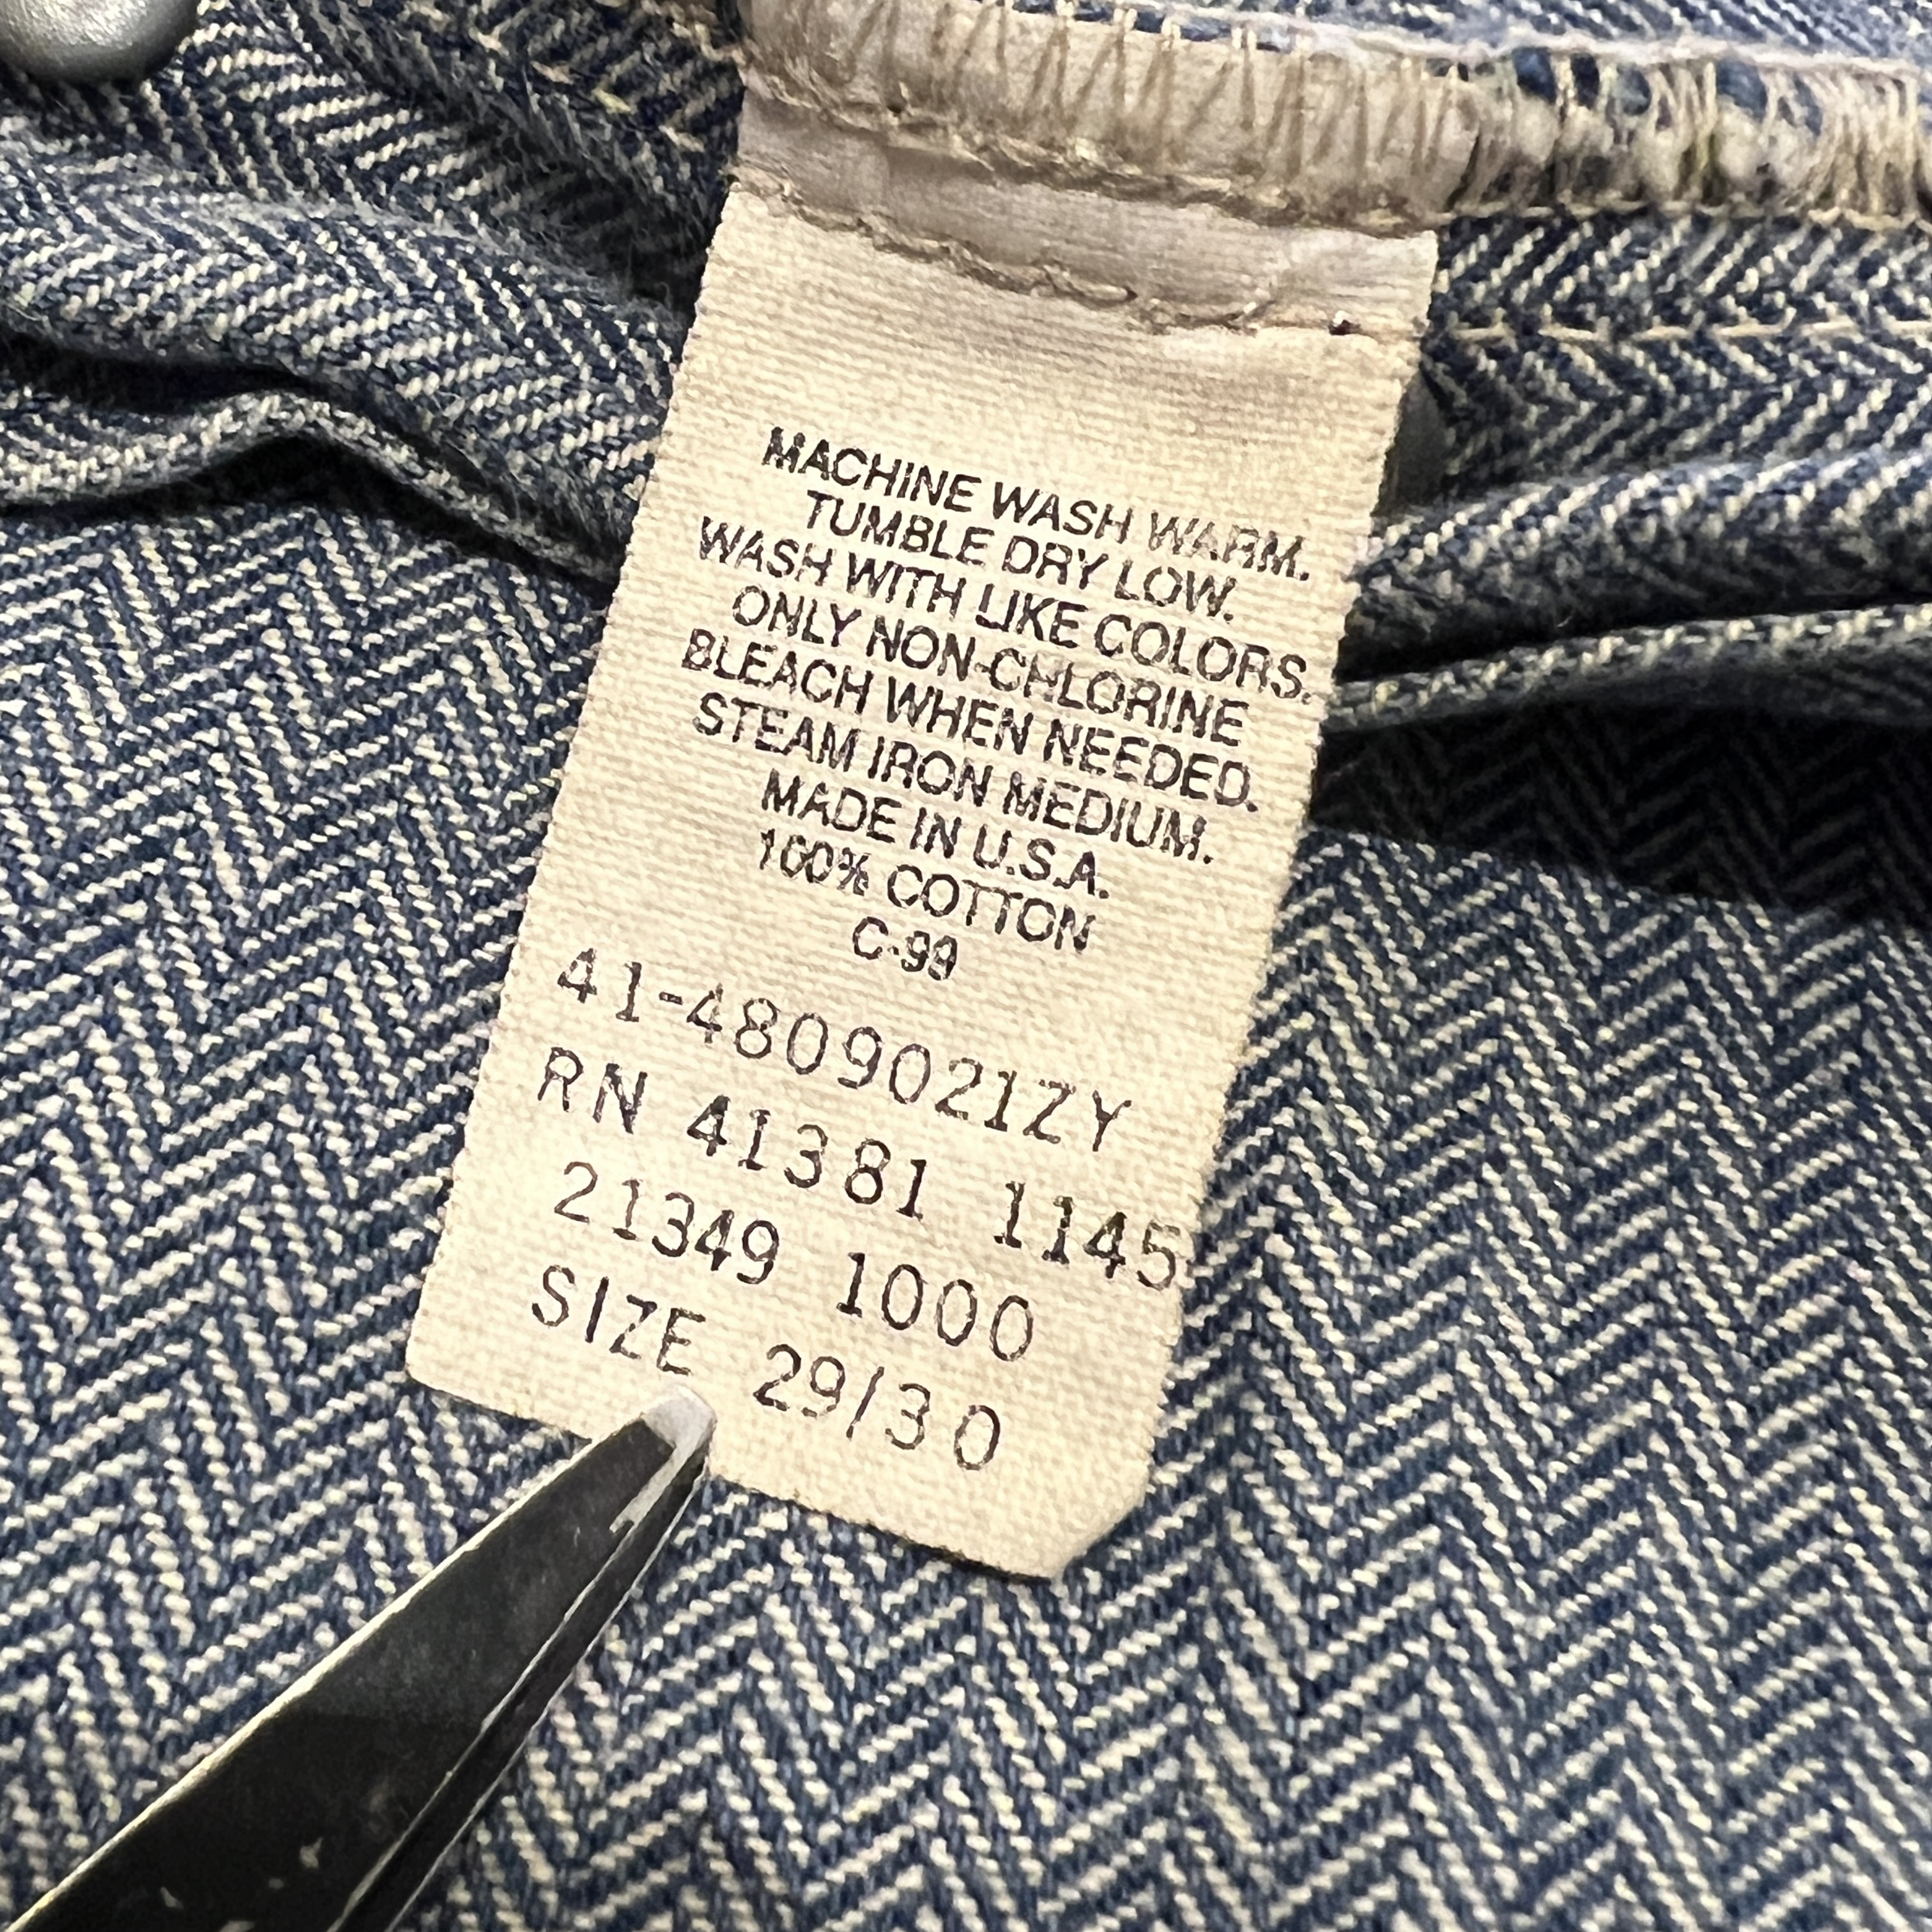 MACHINE WASH WARM.
TUMBLE DRY LOW.
WASH WITH LIKE COLORS.
ONLY NON-CHLORINE
BLEACH WHEN NEEDED.
STEAM IRON MEDIUM.
MADE IN U.S.A.
100% COTTON
C-99
41-4809021ZY
RN 41381 1145
21349 1000
SIZE 29/30